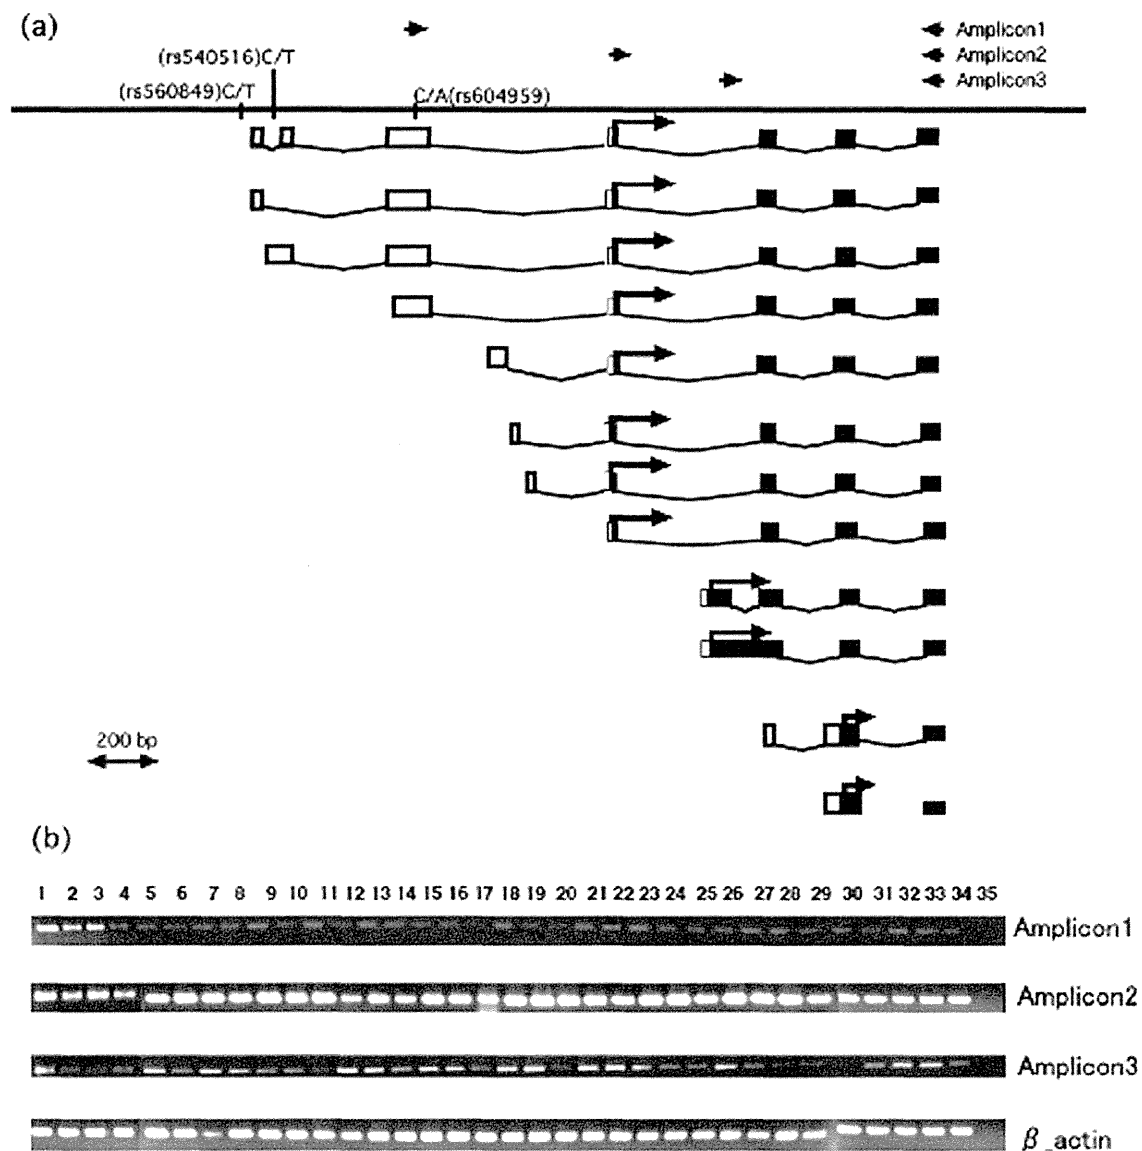 (a)
Amplicon1
(rs540516)C/T
Amplicon2
(rs560849)C/T
C/A(rs604959)
Amplicon3
200 bp
(b)
1 2 3 4 5 6 7 8 9 10 11 12 13 14 15 16 17 18 19 20 21 22 23 24 25 26 27 28 29 30 31 32 33 34 35
Amplicon1
Amplicon2
Amplicon3
β_actin